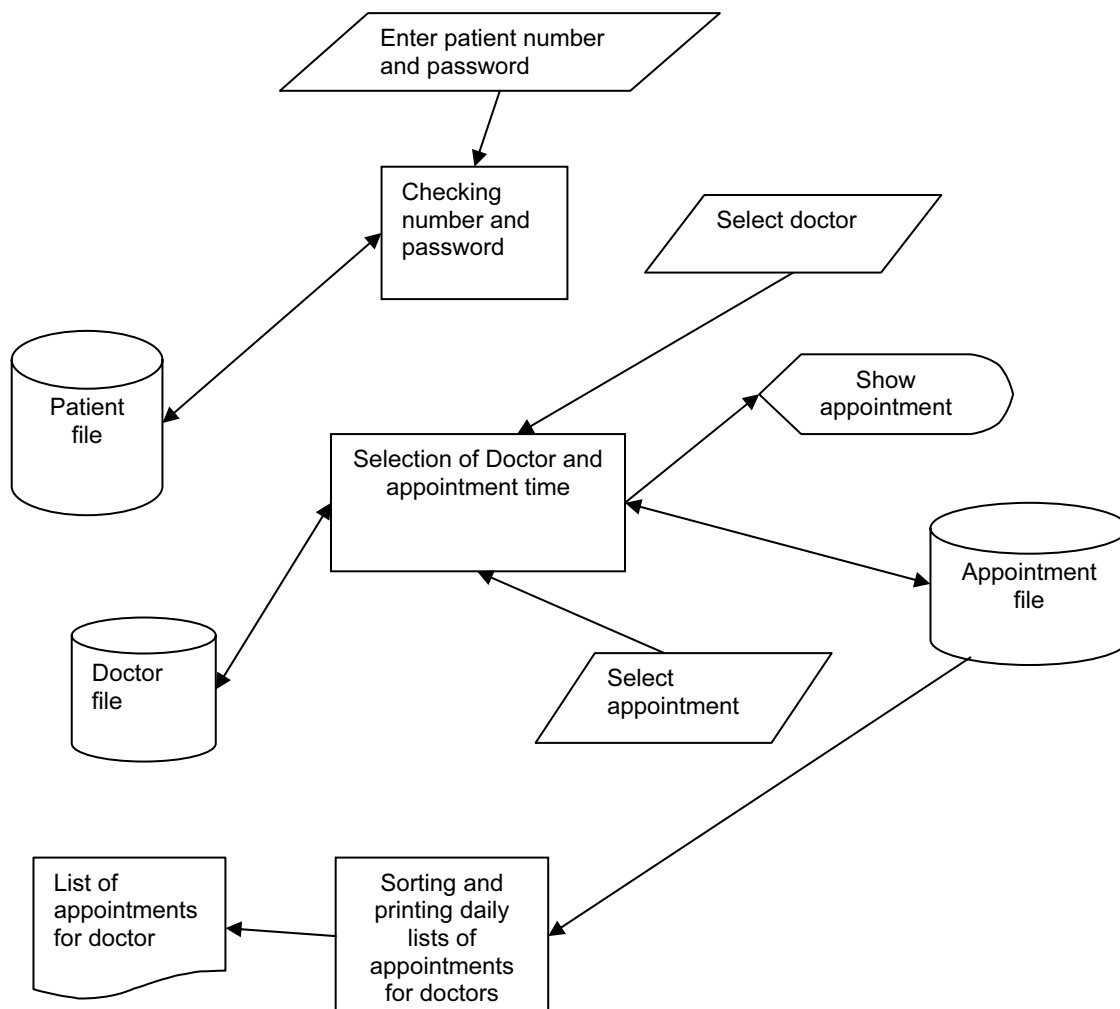 Enter patient number
and password
Checking
number and
password
Select doctor
Show
appointment
Patient
file
Selection of Doctor and
appointment time
Appointment
file
Doctor
file
Select
appointment
List of
appointments
for doctor
Sorting and
printing daily
lists of
appointments
for doctors